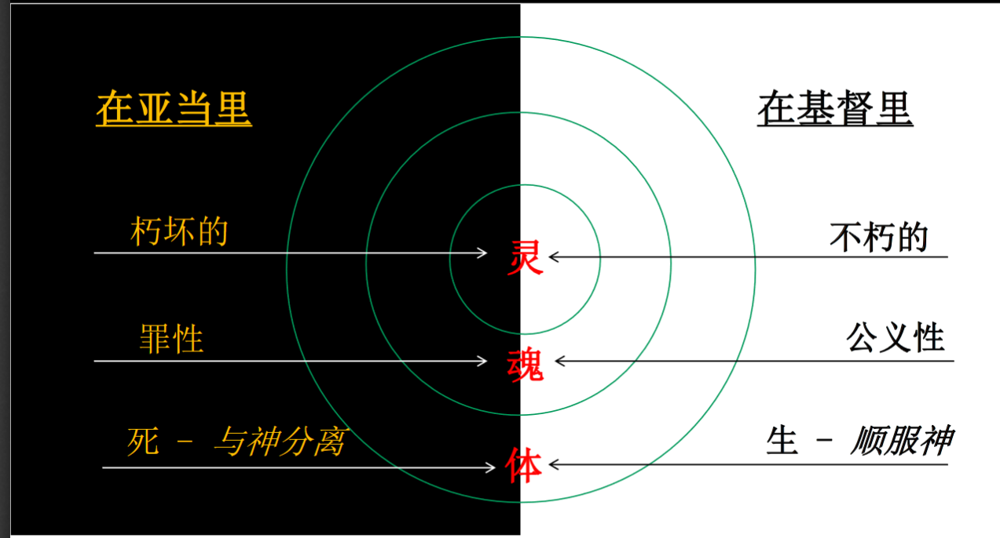 在亚当里
在基督里
朽坏的
灵
不朽的
罪性
魂
公义性
死 - 与神分离
体
生 - 顺服神